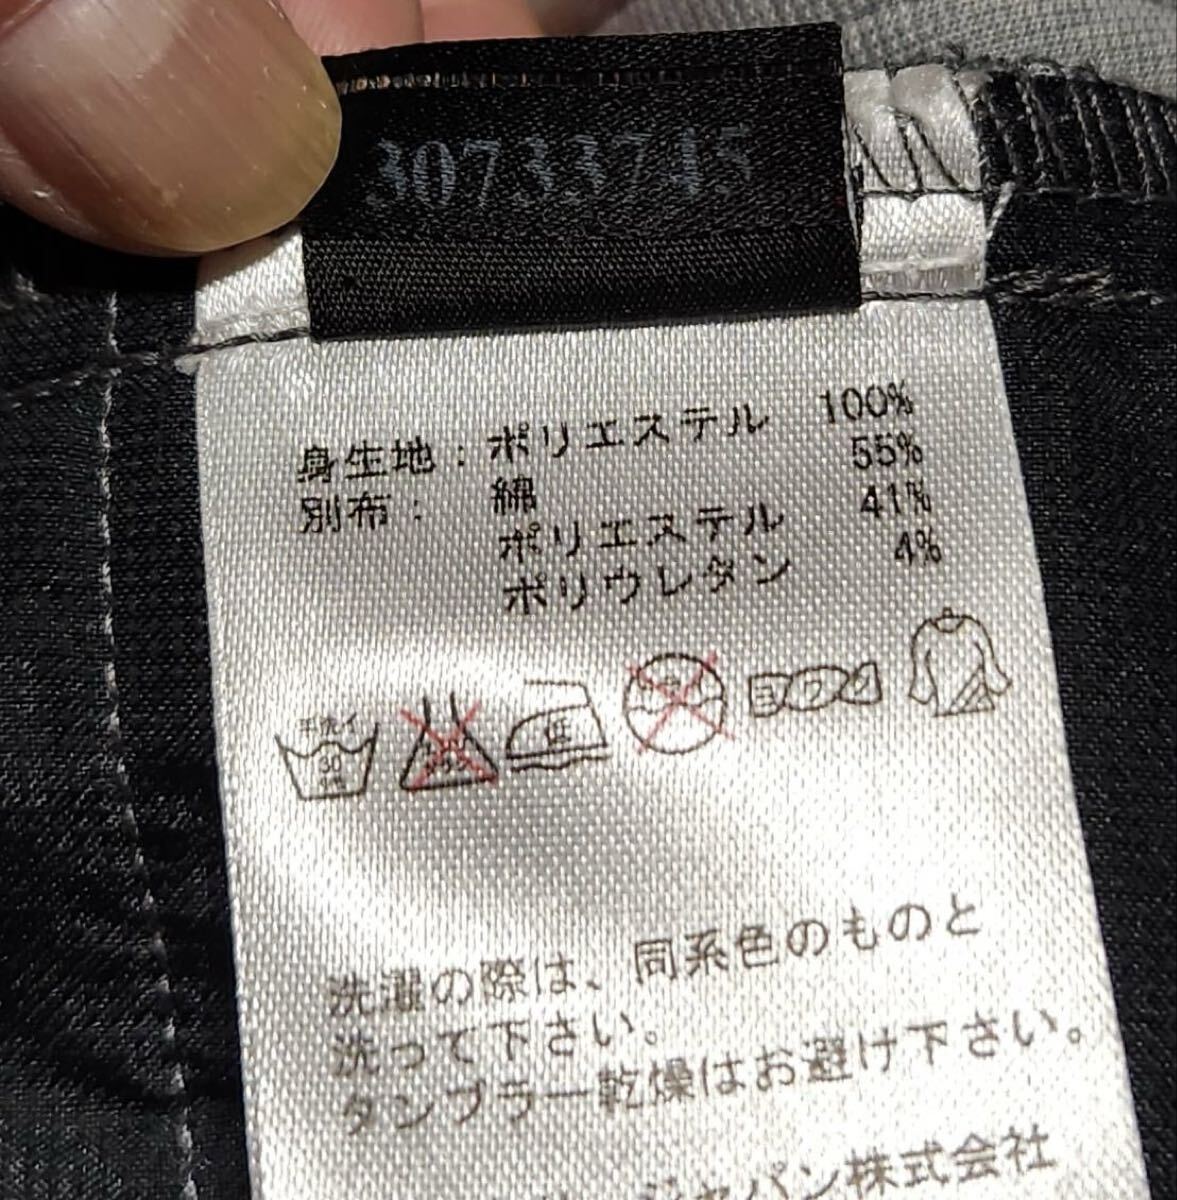 30733745
身生地：ポリエステル 100%
別布： 綿 55%
ポリエステル 41%
ポリウレタン 4%
手洗イ
30
低
ヨワク
洗濯の際は、同系色のものと
洗って下さい。
タンブラー乾燥はお避け下さい。
ジャパン株式会社